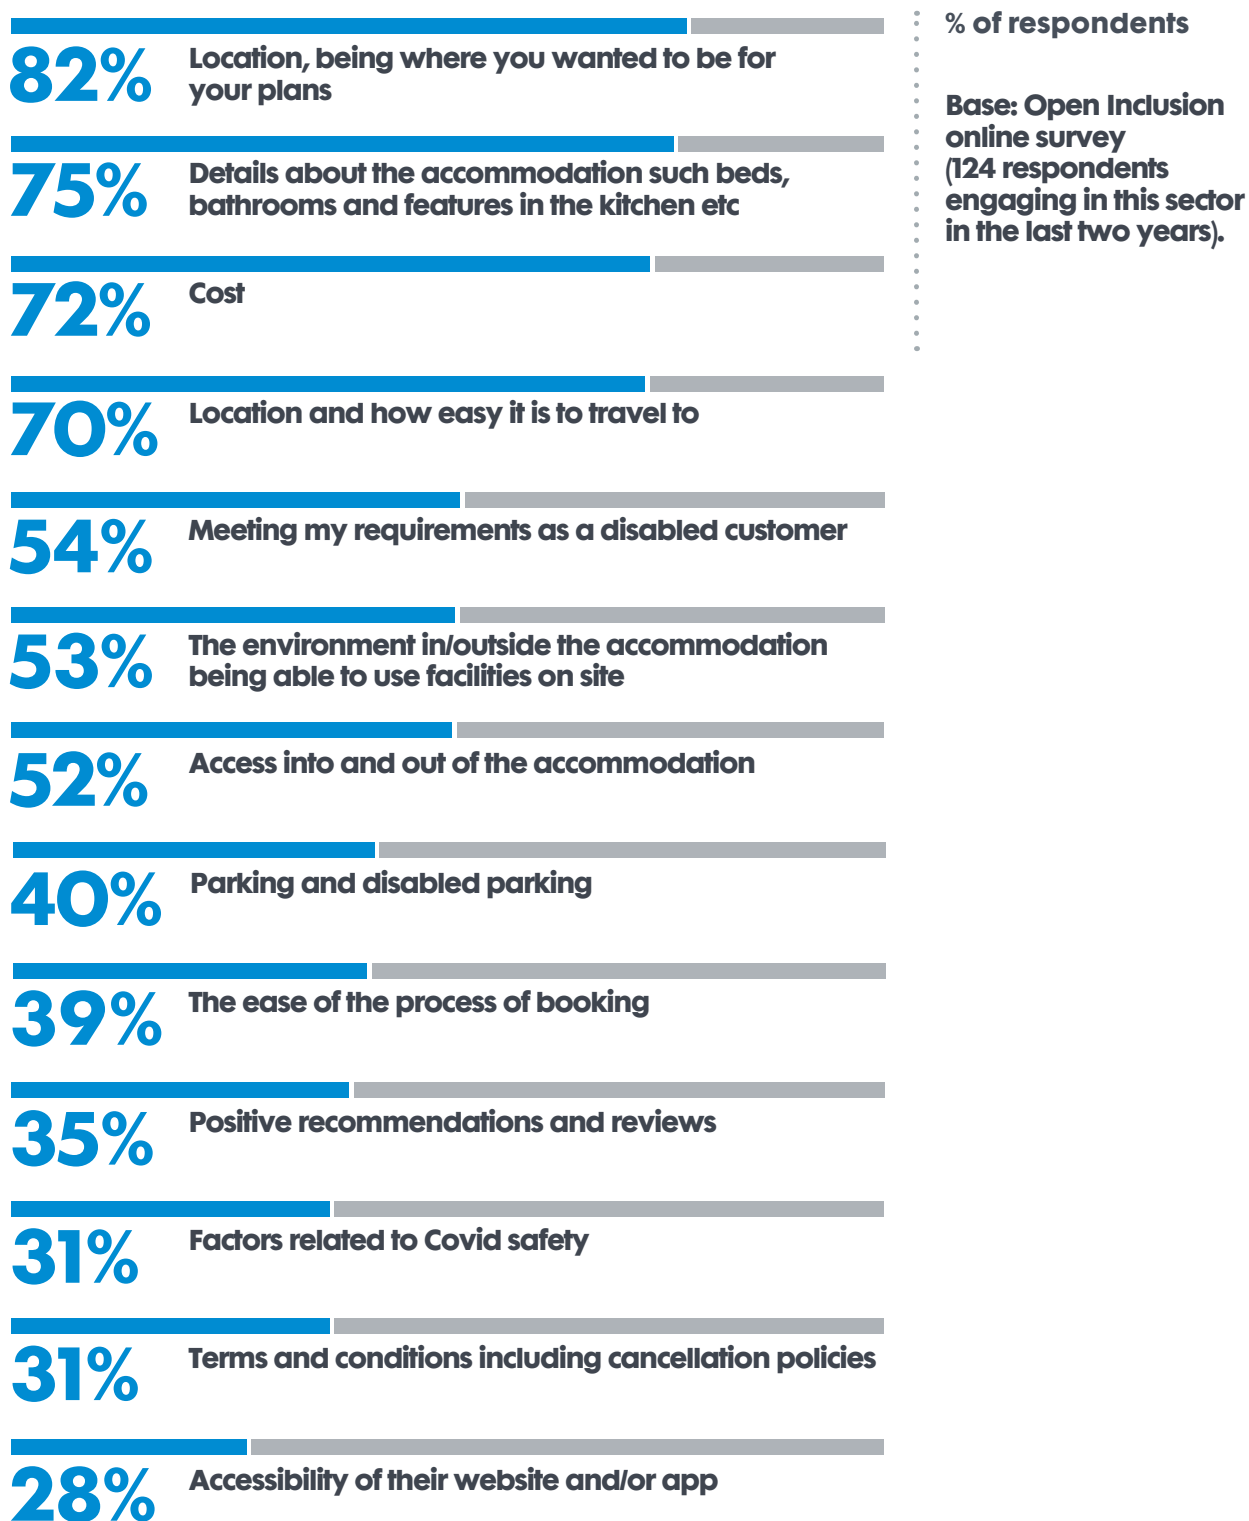 82%
Location, being where you wanted to be for
your plans
75%
Details about the accommodation such beds,
bathrooms and features in the kitchen etc
72%
Cost
70%
Location and how easy it is to travel to
54%
Meeting my requirements as a disabled customer
53%
The environment in/outside the accommodation
being able to use facilities on site
52%
Access into and out of the accommodation
40%
Parking and disabled parking
39%
The ease of the process of booking
35%
Positive recommendations and reviews
31%
Factors related to Covid safety
31%
Terms and conditions including cancellation policies
28%
Accessibility of their website and/or app
% of respondents
Base: Open Inclusion
online survey
(124 respondents
engaging in this sector
in the last two years).